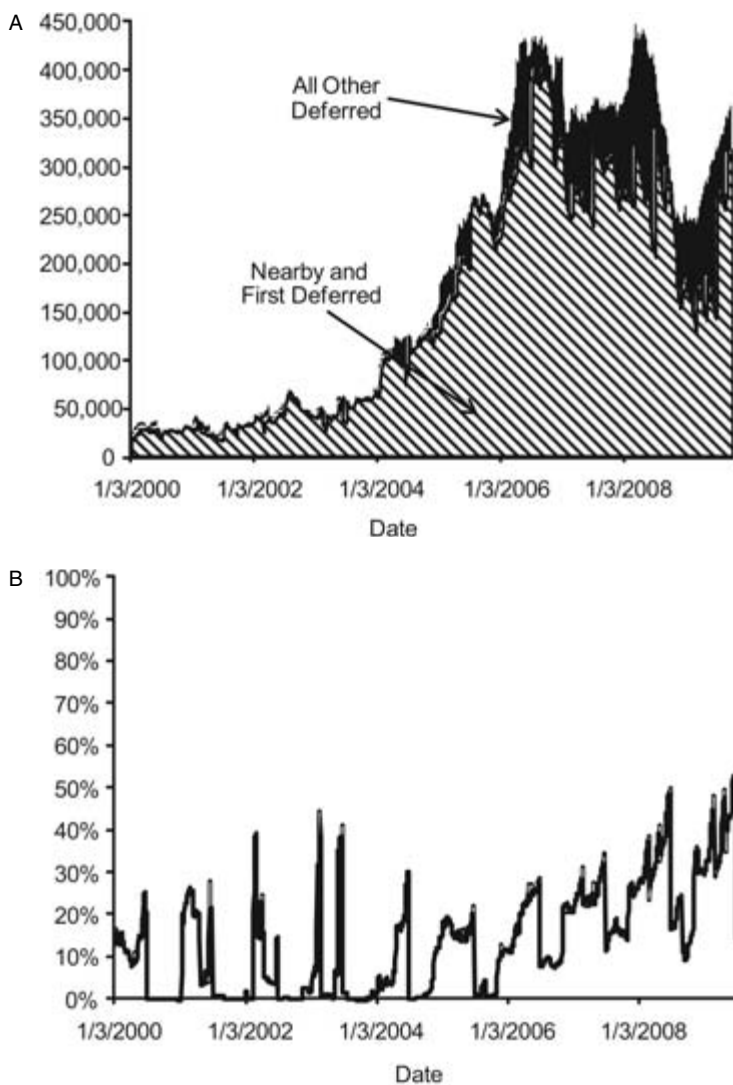 A
450,000
400,000
350,000
300,000
250,000
200,000
150,000
100,000
50,000
0
All Other
Deferred
Nearby and
First Deferred
1/3/2000 1/3/2002 1/3/2004 1/3/2006 1/3/2008
Date
B
100%
90%
80%
70%
60%
50%
40%
30%
20%
10%
0%
1/3/2000 1/3/2002 1/3/2004 1/3/2006 1/3/2008
Date